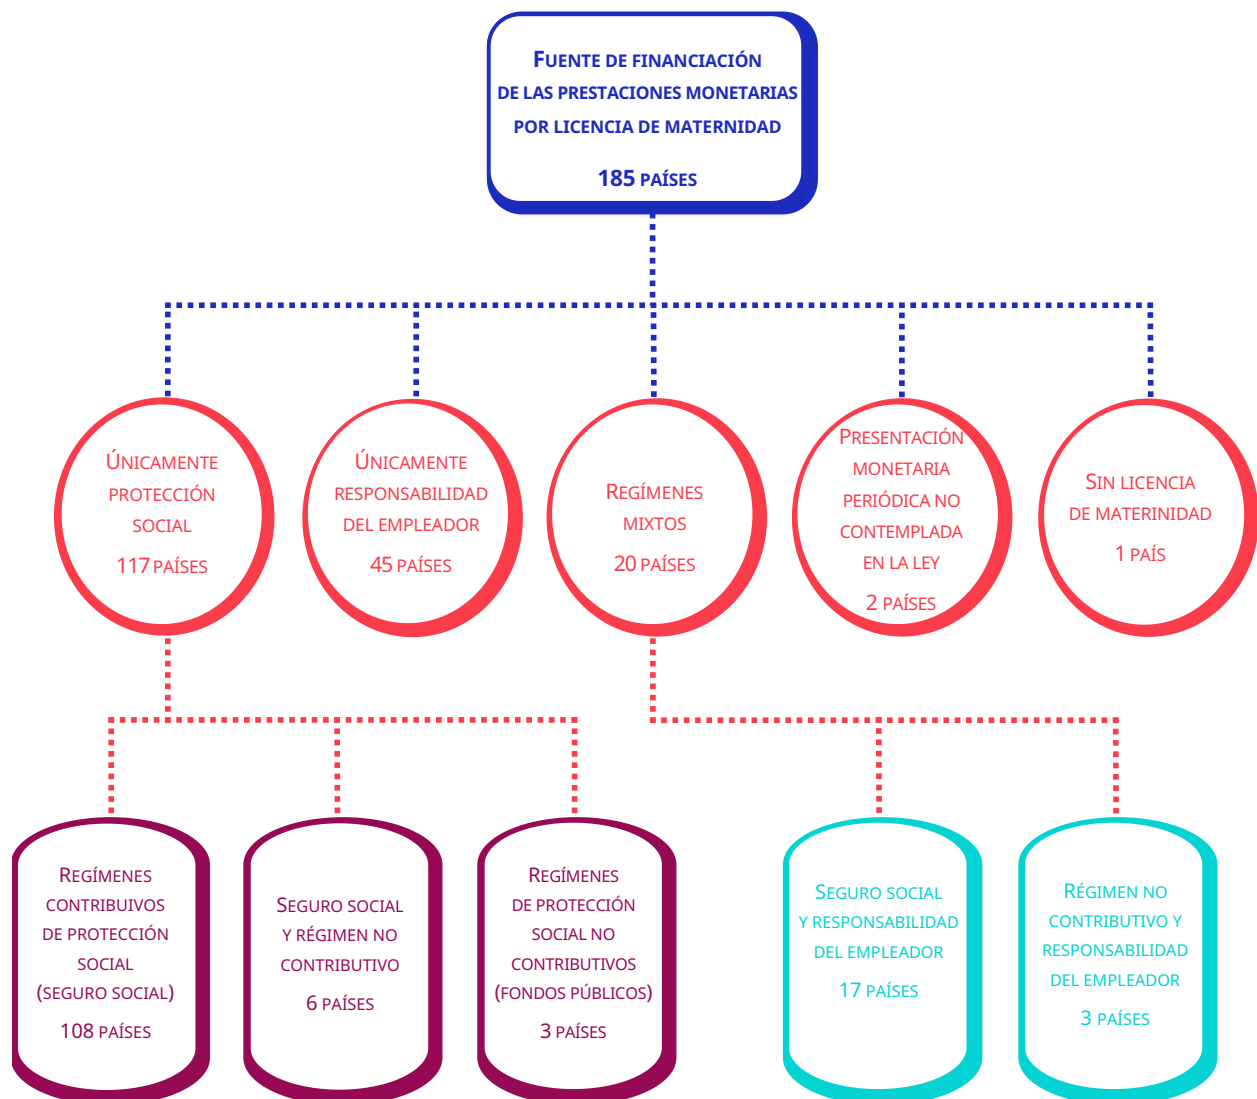 FUENTE DE FINANCIACIÓN
DE LAS PRESTACIONES MONETARIAS
POR LICENCIA DE MATERNIDAD
185 PAÍSES
ÚNICAMENTE
PROTECCIÓN
SOCIAL
117 PAÍSES
ÚNICAMENTE
RESPONSABILIDAD
DEL EMPLEADOR
45 PAÍSES
REGÍMENES
MIXTOS
20 PAÍSES
PRESENTACIÓN
MONETARIA
PERIÓDICA NO
CONTEMPLADA
EN LA LEY
2 PAÍSES
SIN LICENCIA
DE MATERINIDAD
1 PAÍS
REGÍMENES
CONTRIBUIVOS
DE PROTECCIÓN
SOCIAL
(SEGURO SOCIAL)
108 PAÍSES
SEGURO SOCIAL
Y RÉGIMEN NO
CONTRIBUTIVO
6 PAÍSES
REGÍMENES
DE PROTECCIÓN
SOCIAL NO
CONTRIBUTIVOS
(FONDOS PÚBLICOS)
3 PAÍSES
SEGURO SOCIAL
Y RESPONSABILIDAD
DEL EMPLEADOR
17 PAÍSES
RÉGIMEN NO
CONTRIBUTIVO Y
RESPONSABILIDAD
DEL EMPLEADOR
3 PAÍSES